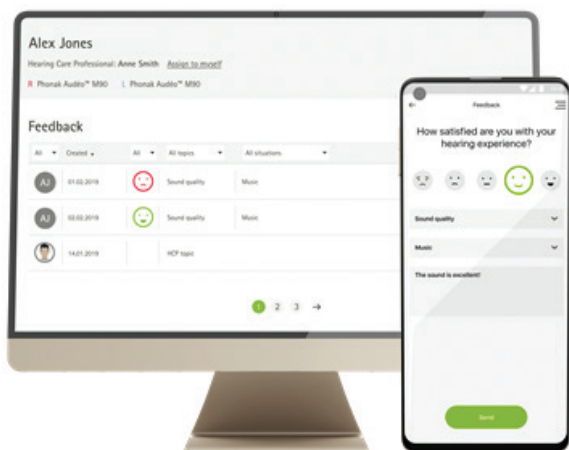 Alex Jones
Hearing Care Professional: Anne Smith Assign to myself
R Phonak Audéo™ M90 L Phonak Audéo™ M90
Feedback
All Created All All topics All situations
AJ 01.02.2019 Sound quality Music
AJ 02.02.2019 Sound quality Music
14.01.2019 HCP topic
1 2 3 →
Feedback
How satisfied are you with your
hearing experience?
Sound quality
Music
The sound is excellent!
Send